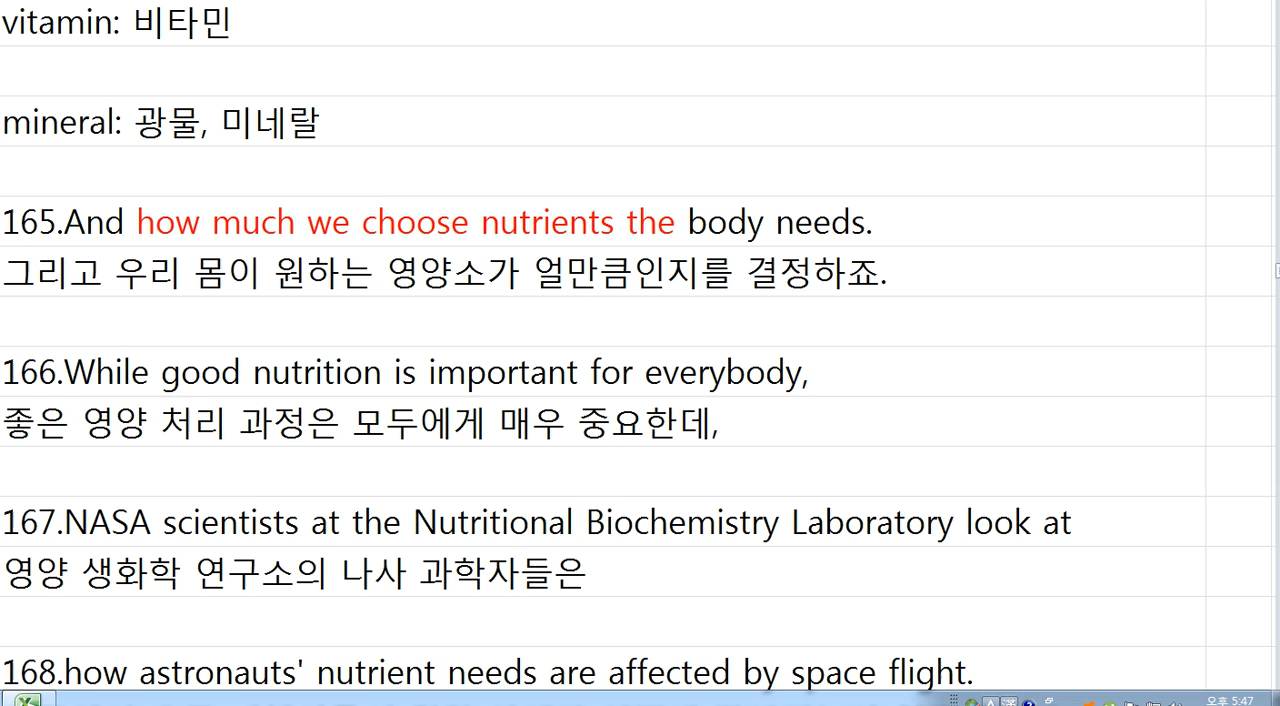 vitamin: 비타민
mineral: 광물, 미네랄
165.And how much we choose nutrients the body needs.
그리고 우리 몸이 원하는 영양소가 얼만큼인지를 결정하죠.
166.While good nutrition is important for everybody,
좋은 영양 처리 과정은 모두에게 매우 중요한데,
167.NASA scientists at the Nutritional Biochemistry Laboratory look at
영양 생화학 연구소의 나사 과학자들은
168.how astronauts' nutrient needs are affected by space flight.
오후 5:47